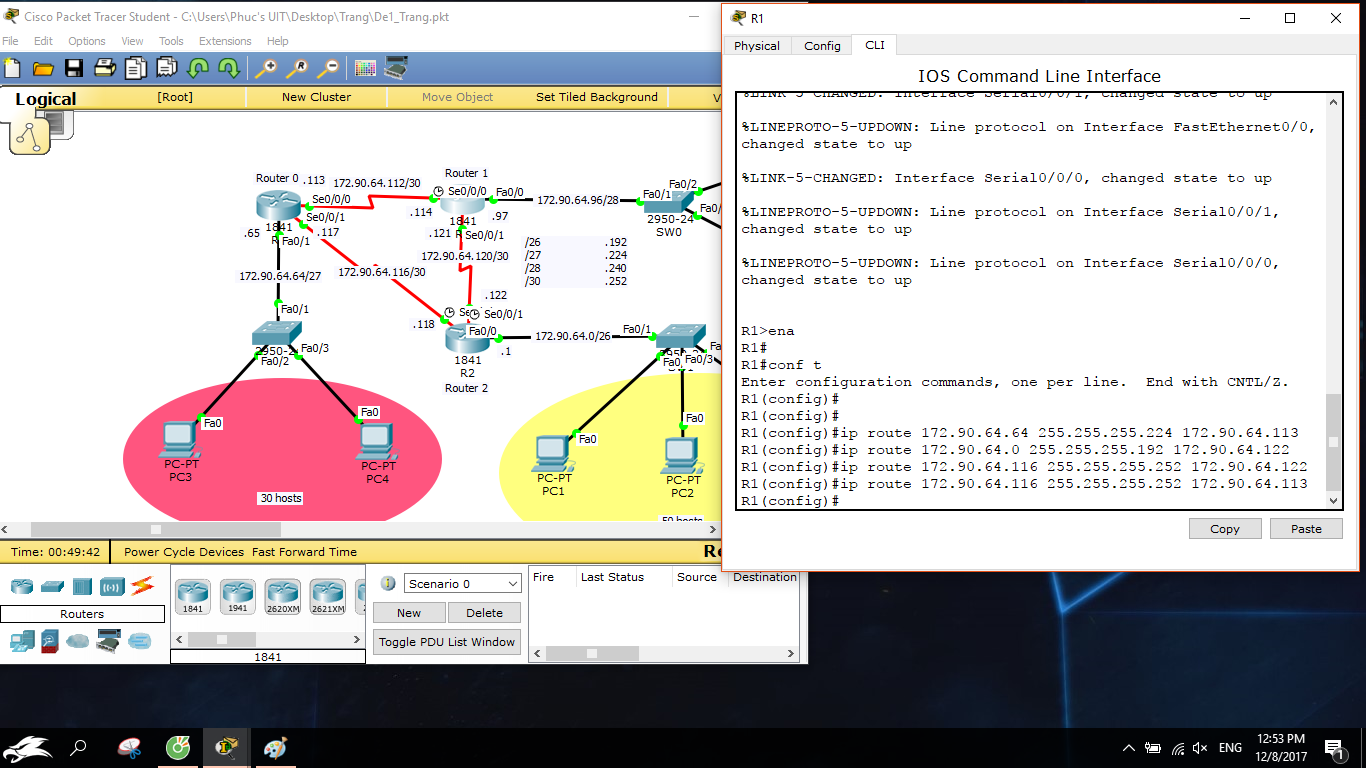 Cisco Packet Tracer Student - C:\Users\Phuc's UIT\Desktop\Trang\De1_Trang.pkt
File Edit Options View Tools Extensions Help
Logical [Root] New Cluster Move Object Set Tiled Background V
Router 0
.113
172.90.64.112/30
Router 1
Se0/0/0
Se0/0/0
Fa0/0
172.90.64.96/28
Fa0/1
Fa0/2
Fa0/
2950-24
SW0
Se0/0/1
.114
1841
.97
1841
.65
R
Fa0/1
.117
.121
R
Se0/0/1
172.90.64.120/30
/26 .192
/27 .224
/28 .240
/30 .252
172.90.64.64/27
172.90.64.116/30
.122
Fa0/1
Se
Se0/0/1
.118
Fa0/0
172.90.64.0/26
Fa0/1
.1
1841
R2
Router 2
2950-2
Fa0/3
Fa0/2
Fa
Fa0
Fa0/3
Fa0
Fa0
Fa0
Fa0
PC-PT
PC3
PC-PT
PC4
PC-PT
PC1
PC-PT
PC2
30 hosts
50 hosts
Time: 00:49:42 Power Cycle Devices Fast Forward Time Re
Routers
1841 1941 2620XM 2621XM 2
1841
Scenario 0
New Delete
Toggle PDU List Window
Fire Last Status Source Destination
R1
Physical Config CLI
IOS Command Line Interface
%LINK-5-CHANGED: Interface Serial0/0/1, changed state to up
%LINEPROTO-5-UPDOWN: Line protocol on Interface FastEthernet0/0,
changed state to up
%LINK-5-CHANGED: Interface Serial0/0/0, changed state to up
%LINEPROTO-5-UPDOWN: Line protocol on Interface Serial0/0/1,
changed state to up
%LINEPROTO-5-UPDOWN: Line protocol on Interface Serial0/0/0,
changed state to up
R1>ena
R1#
R1#conf t
Enter configuration commands, one per line.  End with CNTL/Z.
R1(config)#
R1(config)#
R1(config)#ip route 172.90.64.64 255.255.255.224 172.90.64.113
R1(config)#ip route 172.90.64.0 255.255.255.192 172.90.64.122
R1(config)#ip route 172.90.64.116 255.255.255.252 172.90.64.122
R1(config)#ip route 172.90.64.116 255.255.255.252 172.90.64.113
R1(config)#
Copy Paste
ENG
12:53 PM
12/8/2017
1